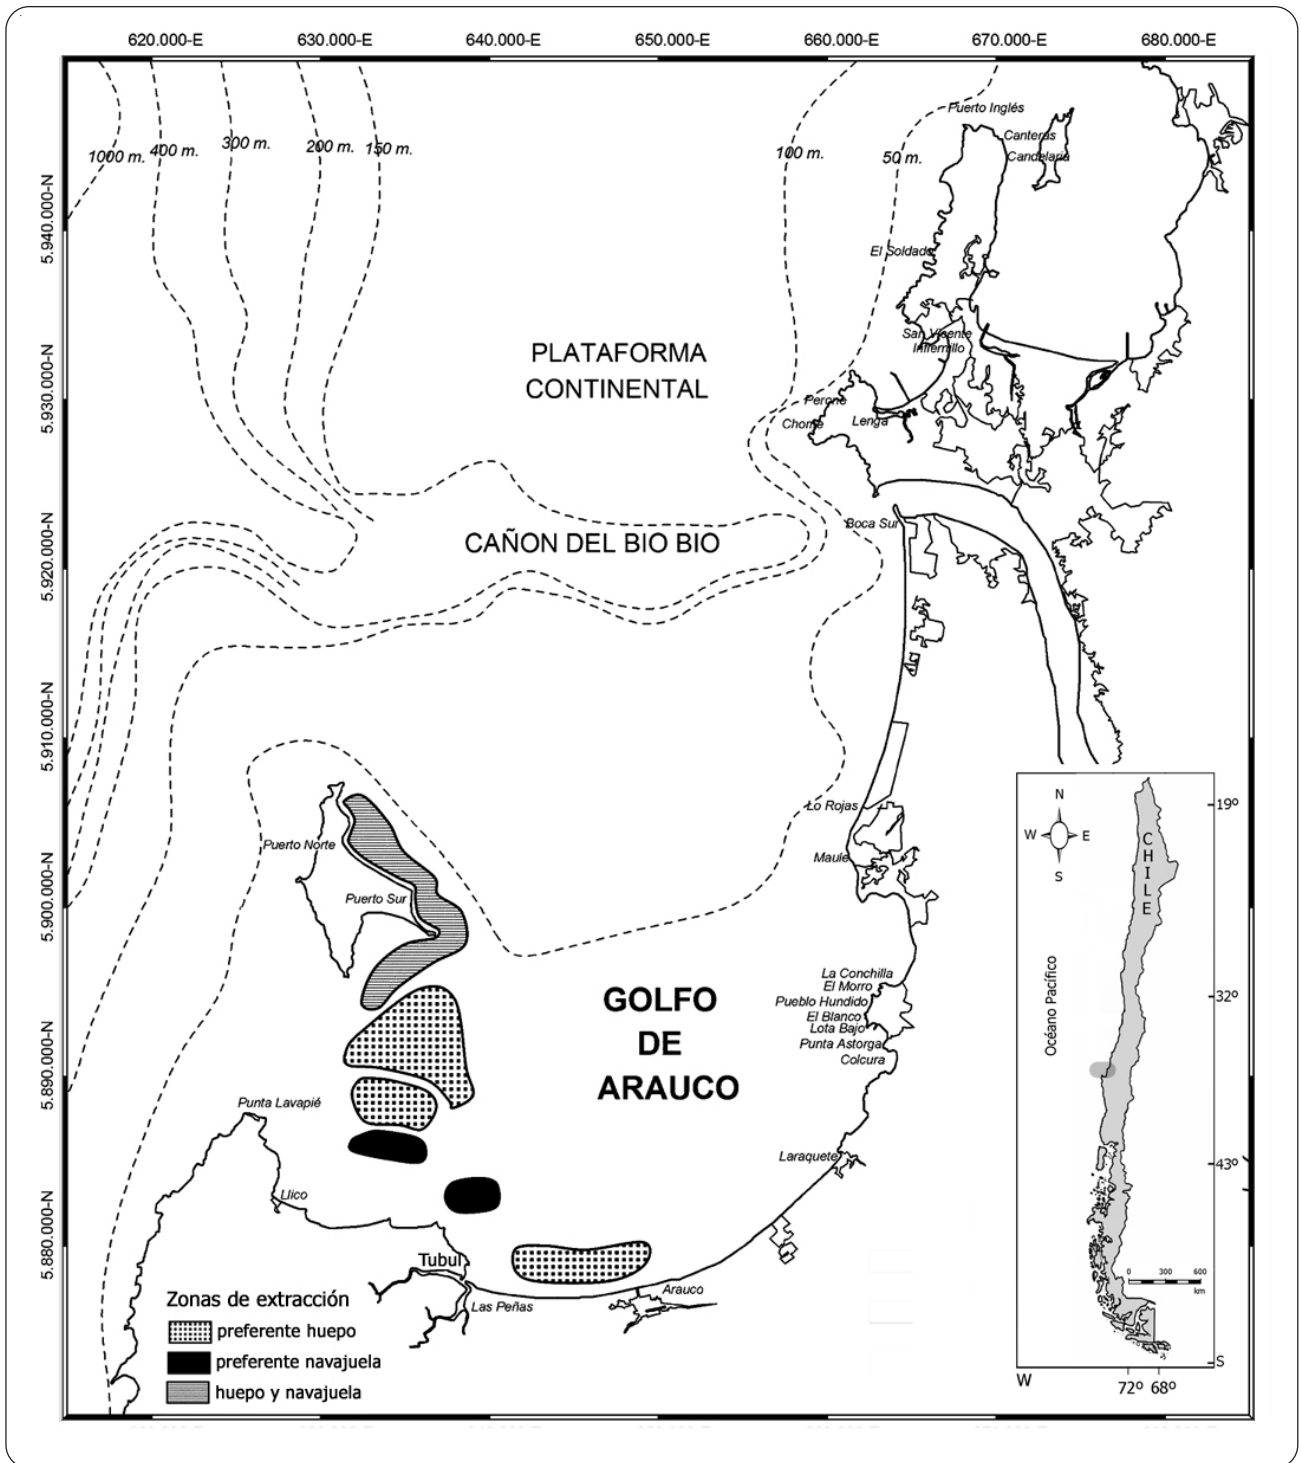 620.000-E 630.000-E 640.000-E 650.000-E 660.000-E 670.000-E 680.000-E
5.940.000-N
5.930.000-N
5.920.000-N
5.910.000-N
5.900.000-N
5.890.000-N
5.880.000-N
1000 m. 400 m. 300 m. 200 m. 150 m. 100 m. 50 m.
Puerto Inglés
Canteras
Candelaria
El Soldado
San Vicente
Infiernillo
PLATAFORMA
CONTINENTAL
Perone
Chome
Lenga
Boca Sur
CAÑON DEL BIO BIO
Lo Rojas
Maule
Puerto Norte
Puerto Sur
La Conchilla
El Morro
Pueblo Hundido
El Blanco
Lota Bajo
Punta Astorga
Colcura
GOLFO
DE
ARAUCO
Punta Lavapié
Laraquete
Llico
Tubul
Las Peñas
Arauco
Zonas de extracción
preferente huepo
preferente navajuela
huepo y navajuela
N
W E
S
CHILE
Océano Pacífico
19º
32º
43º
S
W
72º 68º
0 300 600
km